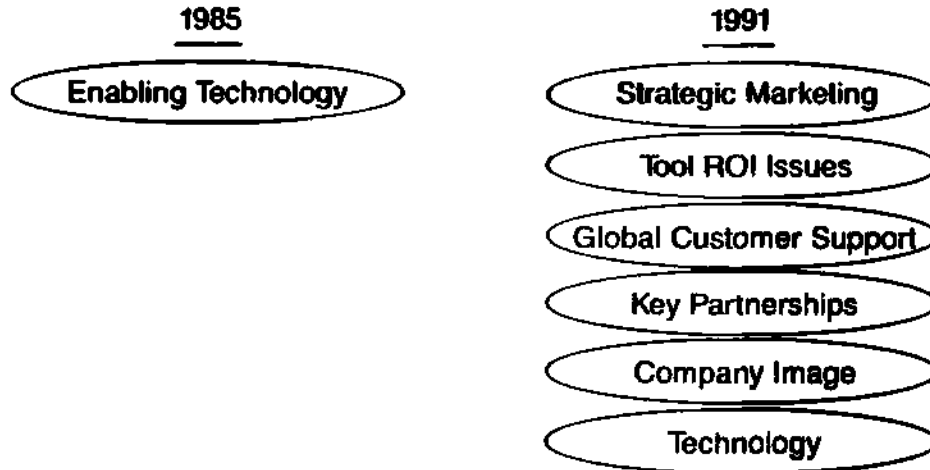 1985
Enabling Technology
1991
Strategic Marketing
Tool ROI Issues
Global Customer Support
Key Partnerships
Company Image
Technology